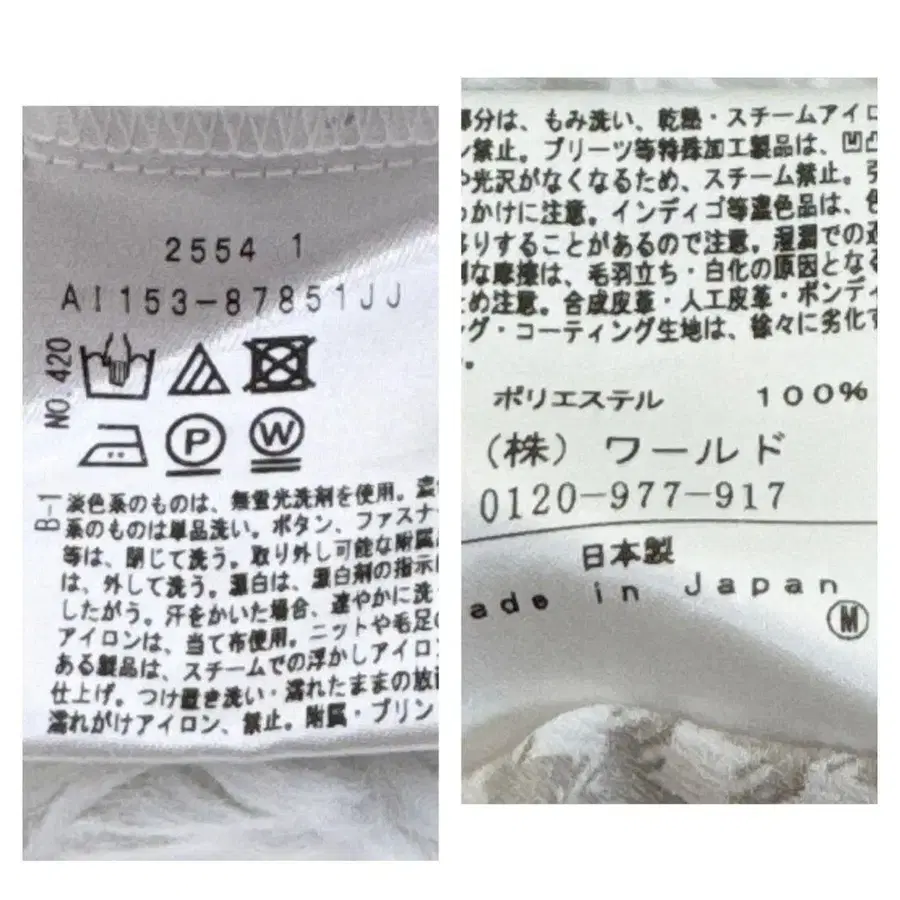 2554 1
AI153-87851JJ
NO 420
P W
B-1
淡色系のものは、無蛍光洗剤を使用。濃
系のものは単品洗い。ボタン、ファスナ
等は、閉じて洗う。取り外し可能な附属
は、外して洗う。漂白は、漂白剤の指示に
したがう。汗をかいた場合、速やかに洗
アイロンは、当て布使用。ニットや毛足の
ある製品は、スチームでの浮かしアイロン
仕上げ。つけ置き洗い・濡れたままの放
濡れがけアイロン、禁止。附属・プリン
部分は、もみ洗い、乾熱・スチームアイロ
ン禁止。プリーツ等特殊加工製品は、凹凸
や光沢がなくなるため、スチーム禁止。引
っかけに注意。インディゴ等濃色品は、色
移りすることがあるので注意。湿潤での過
剰な摩擦は、毛羽立ち・白化の原因となる
ため注意。合成皮革・人工皮革・ボンディ
ング・コーティング生地は、徐々に劣化す
。
ポリエステル 100%
(株) ワールド
0120-977-917
日本製
ade in Japan
M